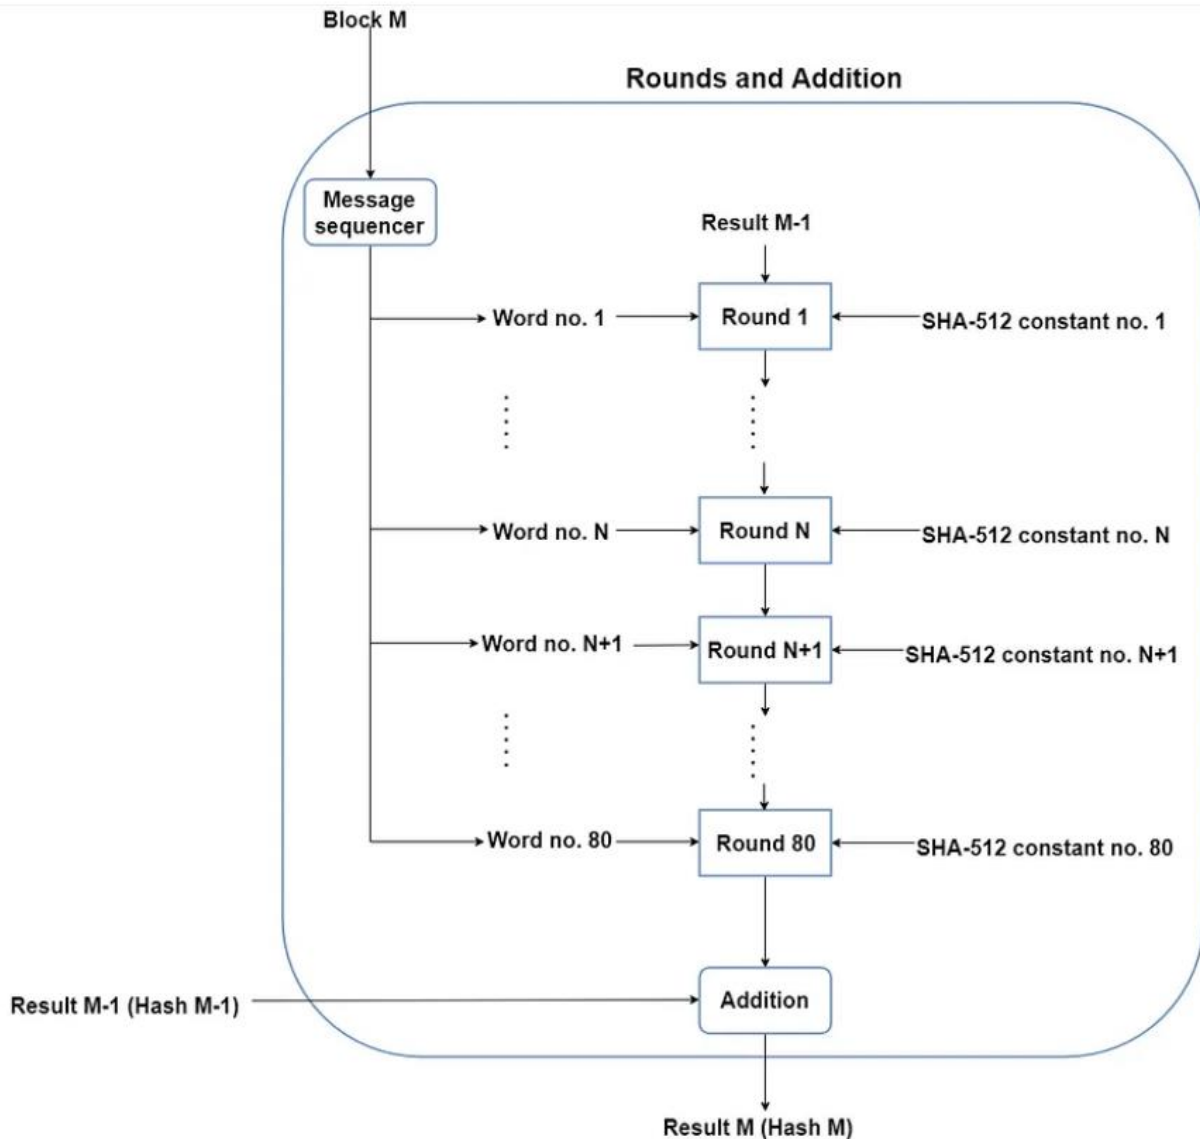 Block M
Rounds and Addition
Message
sequencer
Result M-1
Word no. 1
Round 1
SHA-512 constant no. 1
Word no. N
Round N
SHA-512 constant no. N
Word no. N+1
Round N+1
SHA-512 constant no. N+1
Word no. 80
Round 80
SHA-512 constant no. 80
Result M-1 (Hash M-1)
Addition
Result M (Hash M)